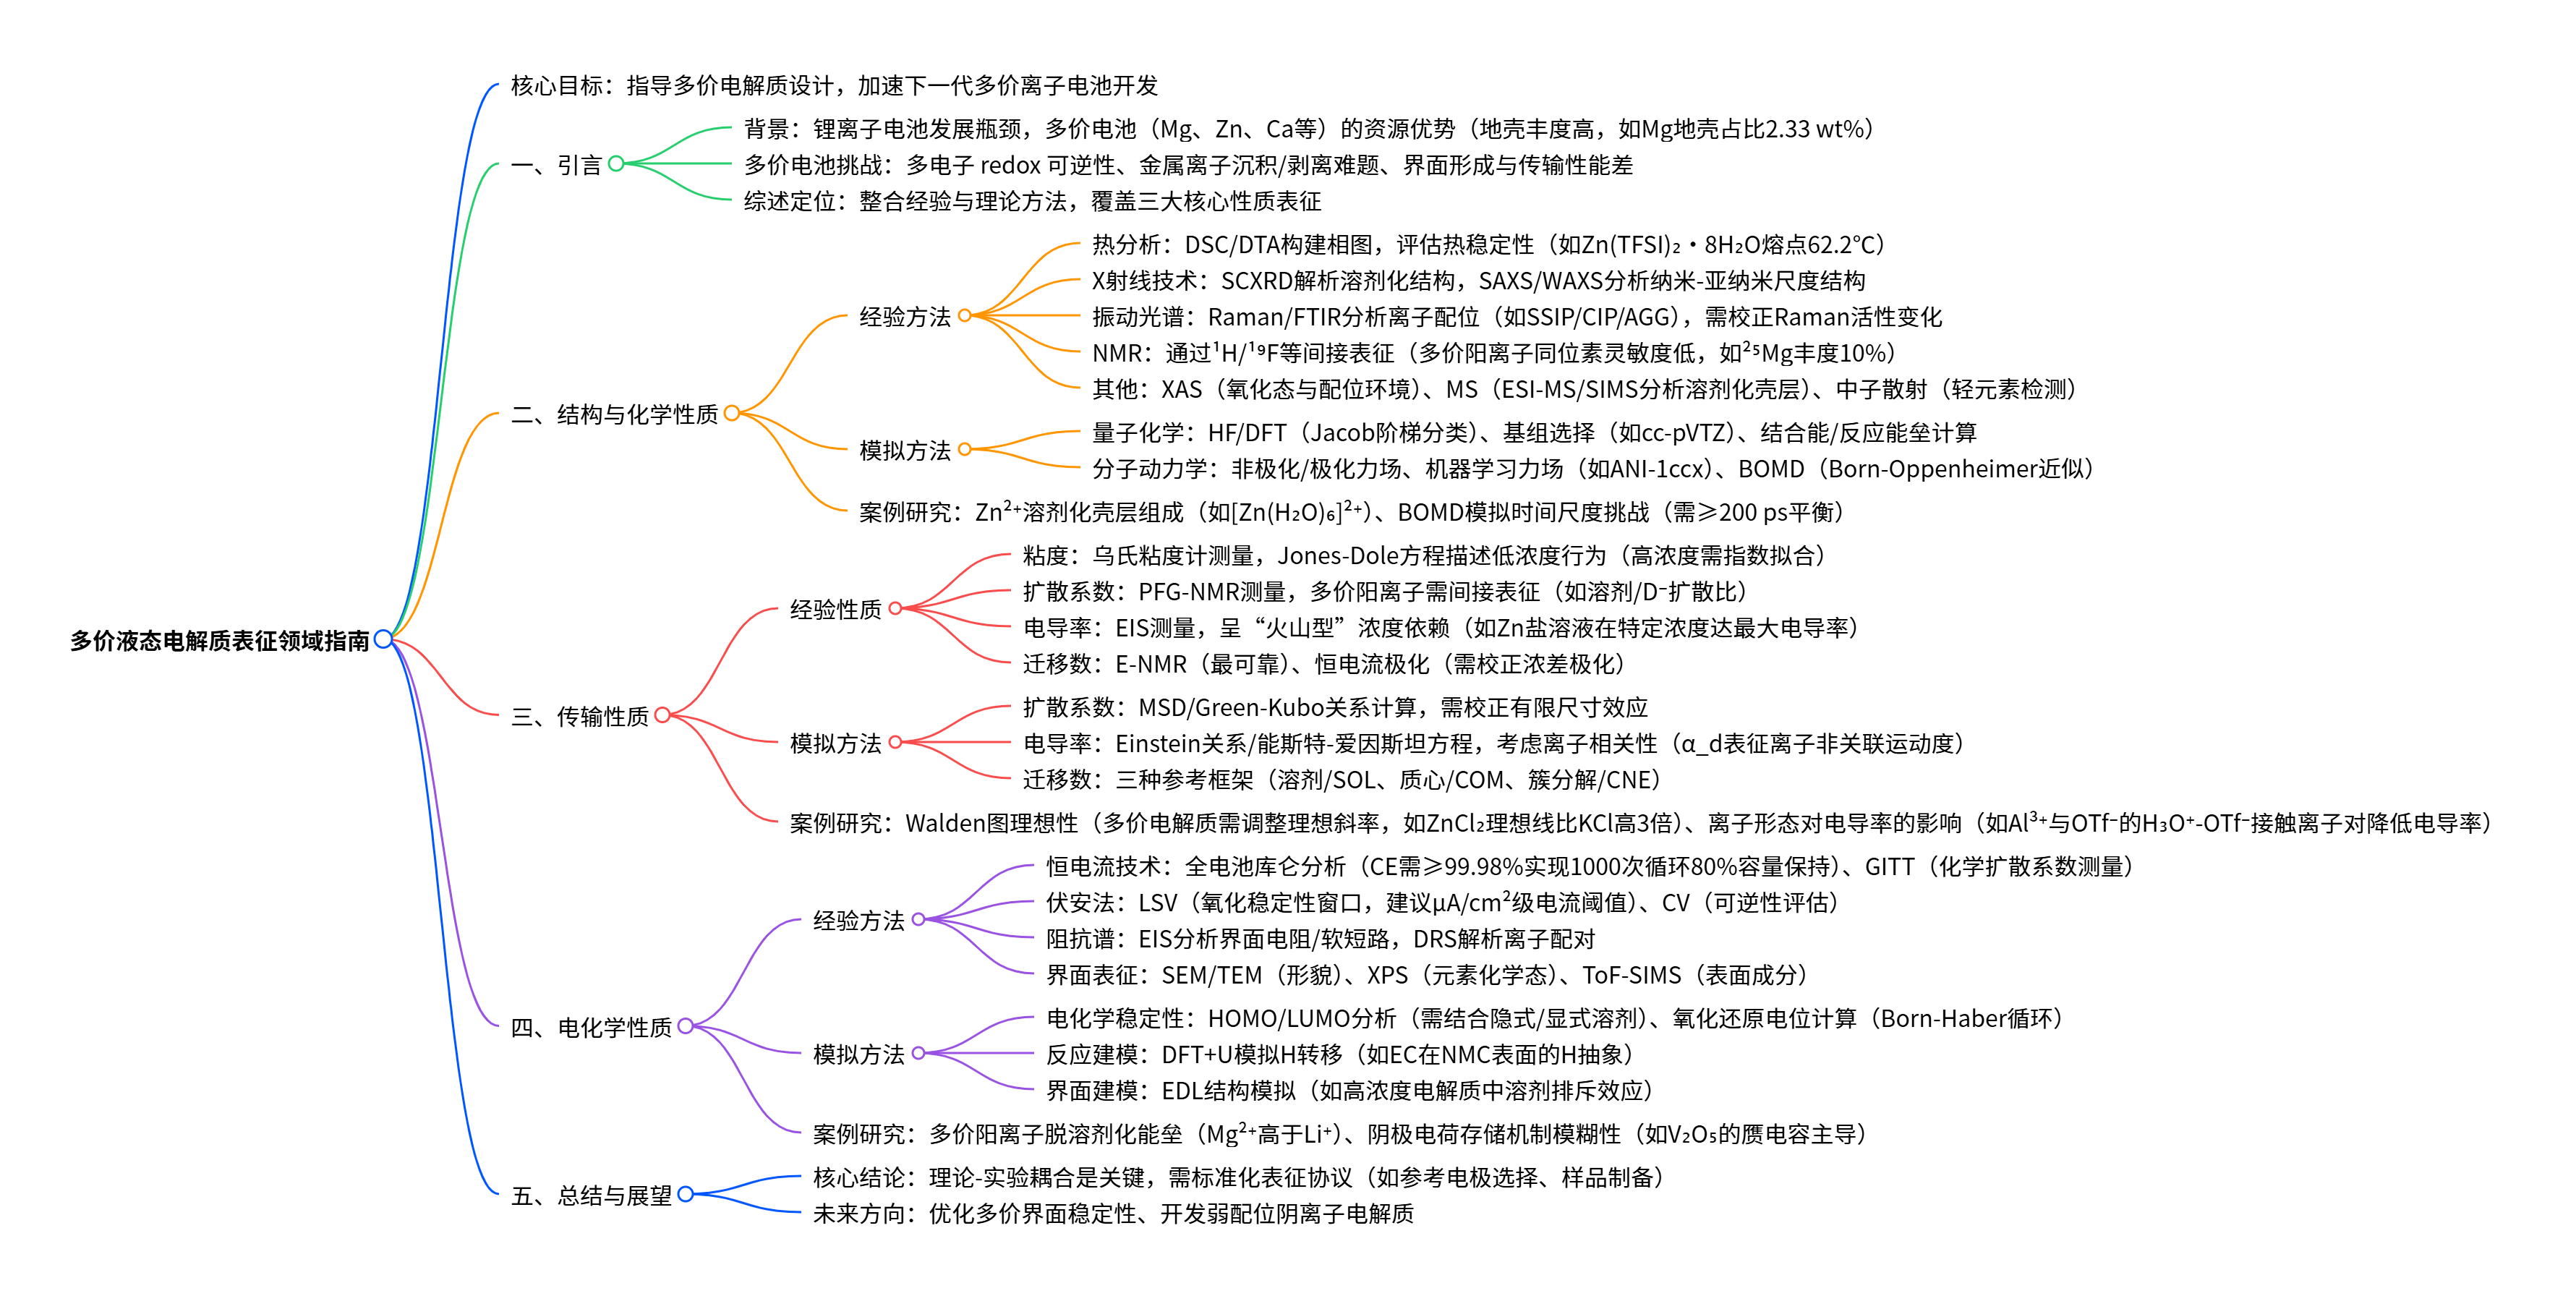 核心目标：指导多价电解质设计，加速下一代多价离子电池开发
背景：锂离子电池发展瓶颈，多价电池（Mg、Zn、Ca等）的资源优势（地壳丰度高，如Mg地壳占比2.33 wt%）
一、引言
多价电池挑战：多电子 redox 可逆性、金属离子沉积/剥离难题、界面形成与传输性能差
综述定位：整合经验与理论方法，覆盖三大核心性质表征
热分析：DSC/DTA构建相图，评估热稳定性（如Zn(TFSI)₂・8H₂O熔点62.2℃）
X射线技术：SCXRD解析溶剂化结构，SAXS/WAXS分析纳米-亚纳米尺度结构
经验方法
振动光谱：Raman/FTIR分析离子配位（如SSIP/CIP/AGG），需校正Raman活性变化
NMR：通过¹H/¹⁹F等间接表征（多价阳离子同位素灵敏度低，如²⁵Mg丰度10%）
其他：XAS（氧化态与配位环境）、MS（ESI-MS/SIMS分析溶剂化壳层）、中子散射（轻元素检测）
二、结构与化学性质
量子化学：HF/DFT（Jacob阶梯分类）、基组选择（如cc-pVTZ）、结合能/反应能垒计算
模拟方法
分子动力学：非极化/极化力场、机器学习力场（如ANI-1ccx）、BOMD（Born-Oppenheimer近似）
案例研究：Zn²⁺溶剂化壳层组成（如[Zn(H₂O)₆]²⁺）、BOMD模拟时间尺度挑战（需≥200 ps平衡）
粘度：乌氏粘度计测量，Jones-Dole方程描述低浓度行为（高浓度需指数拟合）
扩散系数：PFG-NMR测量，多价阳离子需间接表征（如溶剂/D⁻扩散比）
经验性质
电导率：EIS测量，呈“火山型”浓度依赖（如Zn盐溶液在特定浓度达最大电导率）
多价液态电解质表征领域指南
迁移数：E-NMR（最可靠）、恒电流极化（需校正浓差极化）
扩散系数：MSD/Green-Kubo关系计算，需校正有限尺寸效应
三、传输性质
模拟方法
电导率：Einstein关系/能斯特-爱因斯坦方程，考虑离子相关性（α_d表征离子非关联运动度）
迁移数：三种参考框架（溶剂/SOL、质心/COM、簇分解/CNE）
案例研究：Walden图理想性（多价电解质需调整理想斜率，如ZnCl₂理想线比KCl高3倍）、离子形态对电导率的影响（如Al³⁺与OTf⁻的H₃O⁺-OTf⁻接触离子对降低电导率）
恒电流技术：全电池库仑分析（CE需≥99.98%实现1000次循环80%容量保持）、GITT（化学扩散系数测量）
伏安法：LSV（氧化稳定性窗口，建议μA/cm²级电流阈值）、CV（可逆性评估）
经验方法
阻抗谱：EIS分析界面电阻/软短路，DRS解析离子配对
界面表征：SEM/TEM（形貌）、XPS（元素化学态）、ToF-SIMS（表面成分）
四、电化学性质
电化学稳定性：HOMO/LUMO分析（需结合隐式/显式溶剂）、氧化还原电位计算（Born-Haber循环）
模拟方法
反应建模：DFT+U模拟H转移（如EC在NMC表面的H抽象）
界面建模：EDL结构模拟（如高浓度电解质中溶剂排斥效应）
案例研究：多价阳离子脱溶剂化能垒（Mg²⁺高于Li⁺）、阴极电荷存储机制模糊性（如V₂O₅的赝电容主导）
核心结论：理论-实验耦合是关键，需标准化表征协议（如参考电极选择、样品制备）
五、总结与展望
未来方向：优化多价界面稳定性、开发弱配位阴离子电解质